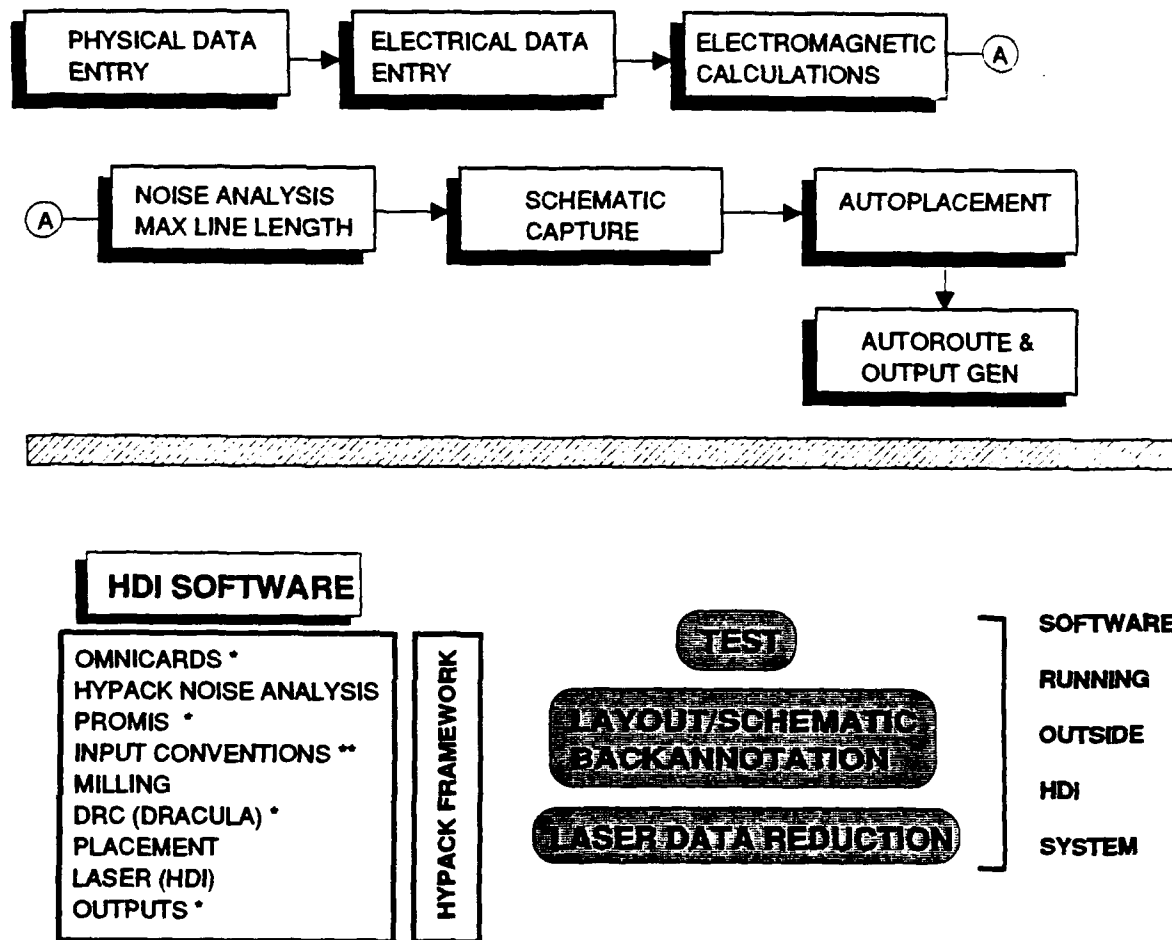 PHYSICAL DATA
ENTRY
ELECTRICAL DATA
ENTRY
ELECTROMAGNETIC
CALCULATIONS
A
A
NOISE ANALYSIS
MAX LINE LENGTH
SCHEMATIC
CAPTURE
AUTOPLACEMENT
AUTOROUTE &
OUTPUT GEN
HDI SOFTWARE
OMNICARDS *
HYPACK NOISE ANALYSIS
PROMIS *
INPUT CONVENTIONS **
MILLING
DRC (DRACULA) *
PLACEMENT
LASER (HDI)
OUTPUTS *
HYPACK FRAMEWORK
TEST
LAYOUT/SCHEMATIC
BACKANNOTATION
LASER DATA REDUCTION
SOFTWARE
RUNNING
OUTSIDE
HDI
SYSTEM